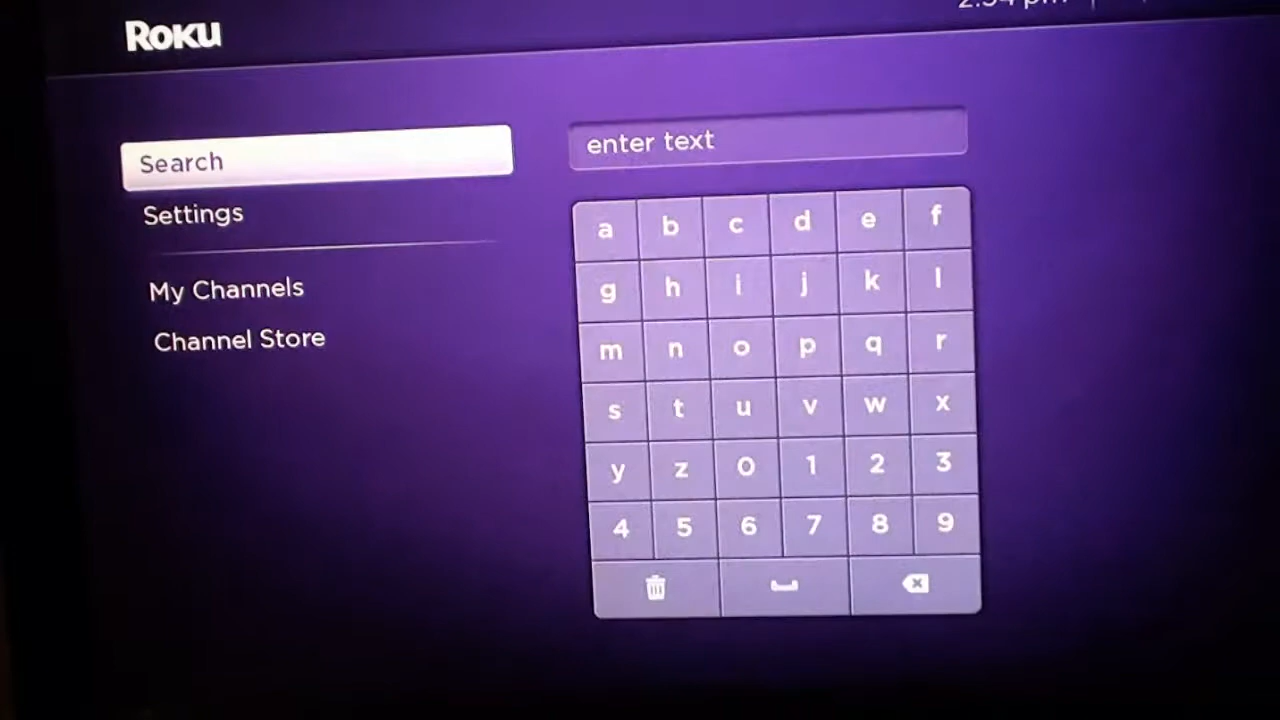 Roku
Search
Settings
My Channels
Channel Store
enter text
a b c d e f
g h i j k l
m n o p q r
s t u v w x
y z 0 1 2 3
4 5 6 7 8 9